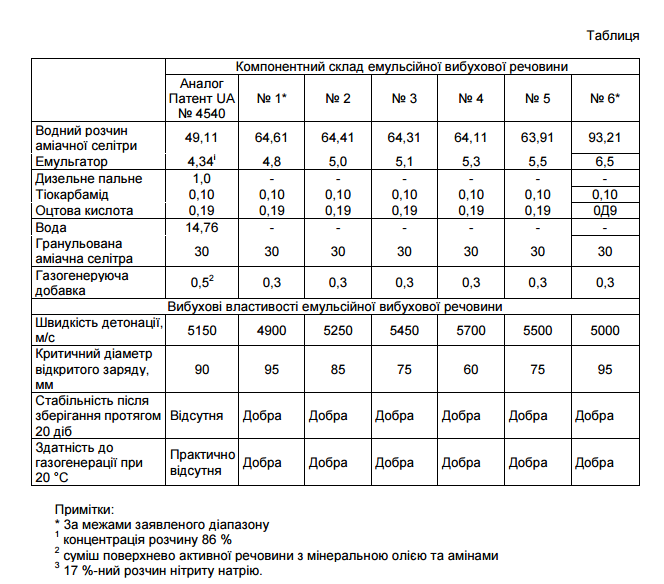 Таблиця
Компонентний склад емульсійної вибухової речовини
Аналог Патент UA № 4540 № 1* № 2 № 3 № 4 № 5 № 6*
Водний розчин аміачної селітри 49,11 64,61 64,41 64,31 64,11 63,91 93,21
Емульгатор 4,34¹ 4,8 5,0 5,1 5,3 5,5 6,5
Дизельне пальне 1,0 - - - - - -
Тіокарбамід 0,10 0,10 0,10 0,10 0,10 0,10 0,10
Оцтова кислота 0,19 0,19 0,19 0,19 0,19 0,19 0Д9
Вода 14,76 - - - - - -
Гранульована аміачна селітра 30 30 30 30 30 30 30
Газогенеруюча добавка 0,5² 0,3 0,3 0,3 0,3 0,3 0,3
Вибухові властивості емульсійної вибухової речовини
Швидкість детонації, м/с 5150 4900 5250 5450 5700 5500 5000
Критичний діаметр відкритого заряду, мм 90 95 85 75 60 75 95
Стабільність після зберігання протягом 20 діб Відсутня Добра Добра Добра Добра Добра Добра
Здатність до газогенерації при 20 °С Практично відсутня Добра Добра Добра Добра Добра Добра
Примітки:
* За межами заявленого діапазону
¹ концентрація розчину 86 %
² суміш поверхнево активної речовини з мінеральною олією та амінами
³ 17 %-ний розчин нітриту натрію.